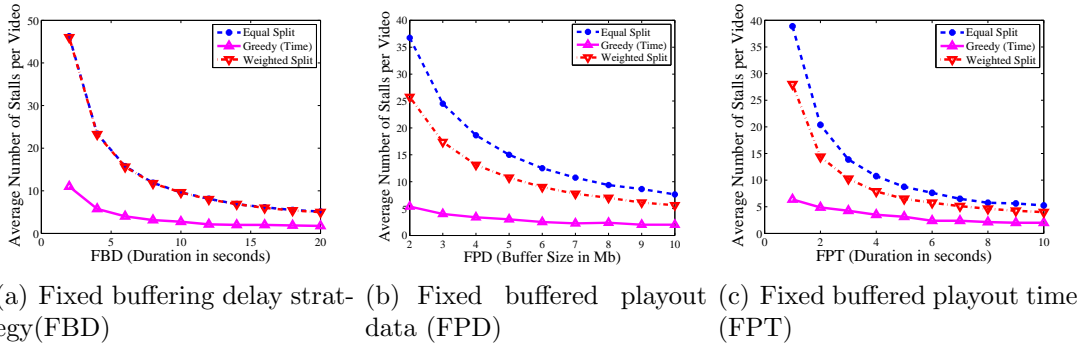 Average Number of Stalls per Video
50
40
30
20
10
0
0 5 10 15 20
FBD (Duration in seconds)
Equal Split
Greedy (Time)
Weighted Split
Average Number of Stalls per Video
40
35
30
25
20
15
10
5
0
2 3 4 5 6 7 8 9 10
FPD (Buffer Size in Mb)
Equal Split
Greedy (Time)
Weighted Split
Average Number of Stalls per Video
40
35
30
25
20
15
10
5
0
0 2 4 6 8 10
FPT (Duration in seconds)
Equal Split
Greedy (Time)
Weighted Split
(a) Fixed buffering delay strat-
egy(FBD)
(b) Fixed buffered playout
data (FPD)
(c) Fixed buffered playout time
(FPT)